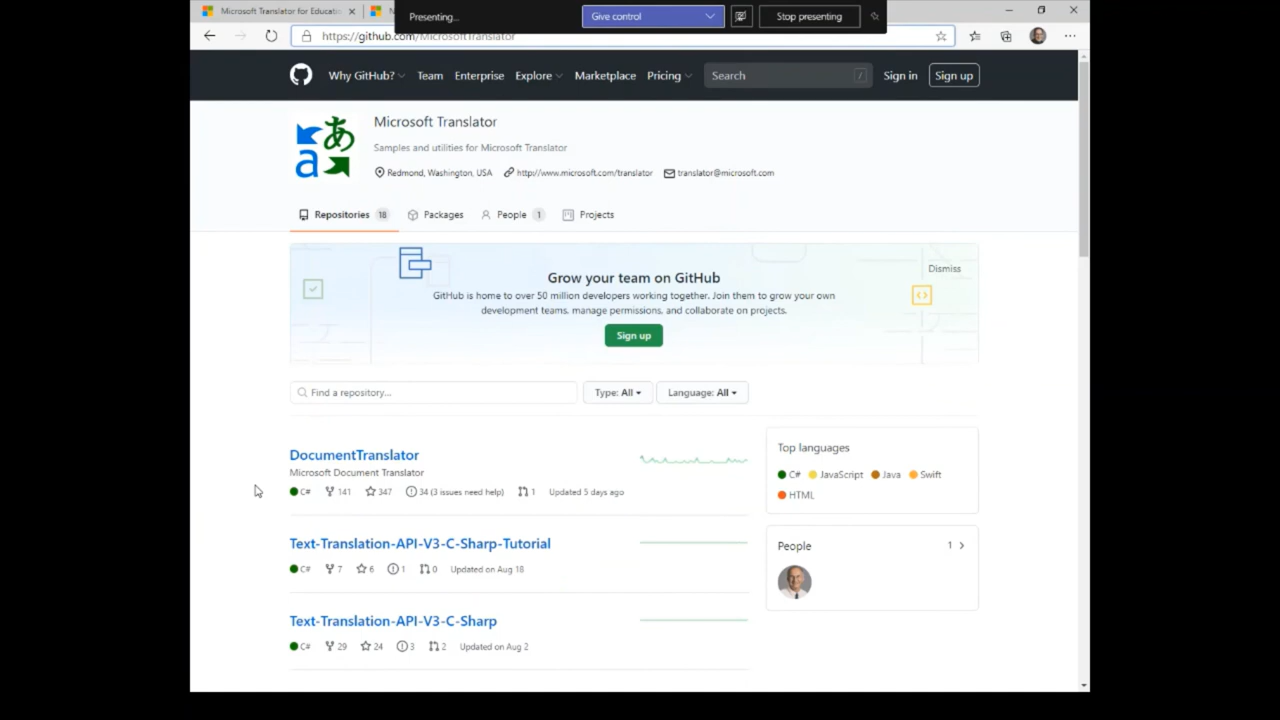 Microsoft Translator for Educatio
Presenting...
Give control
Stop presenting
https://github.com/MicrosoftTranslator
Why GitHub?
Team
Enterprise
Explore
Marketplace
Pricing
Search
/
Sign in
Sign up
あ
a
Microsoft Translator
Samples and utilities for Microsoft Translator
Redmond, Washington, USA
http://www.microsoft.com/translator
translator@microsoft.com
Repositories 18
Packages
People 1
Projects
Grow your team on GitHub
Dismiss
GitHub is home to over 50 million developers working together. Join them to grow your own
development teams, manage permissions, and collaborate on projects.
Sign up
Find a repository...
Type: All
Language: All
DocumentTranslator
Microsoft Document Translator
C# 141 347 34 (3 issues need help) 1 Updated 5 days ago
Text-Translation-API-V3-C-Sharp-Tutorial
C# 7 6 1 0 Updated on Aug 18
Text-Translation-API-V3-C-Sharp
C# 29 24 3 2 Updated on Aug 2
Top languages
C# JavaScript Java Swift
HTML
People 1